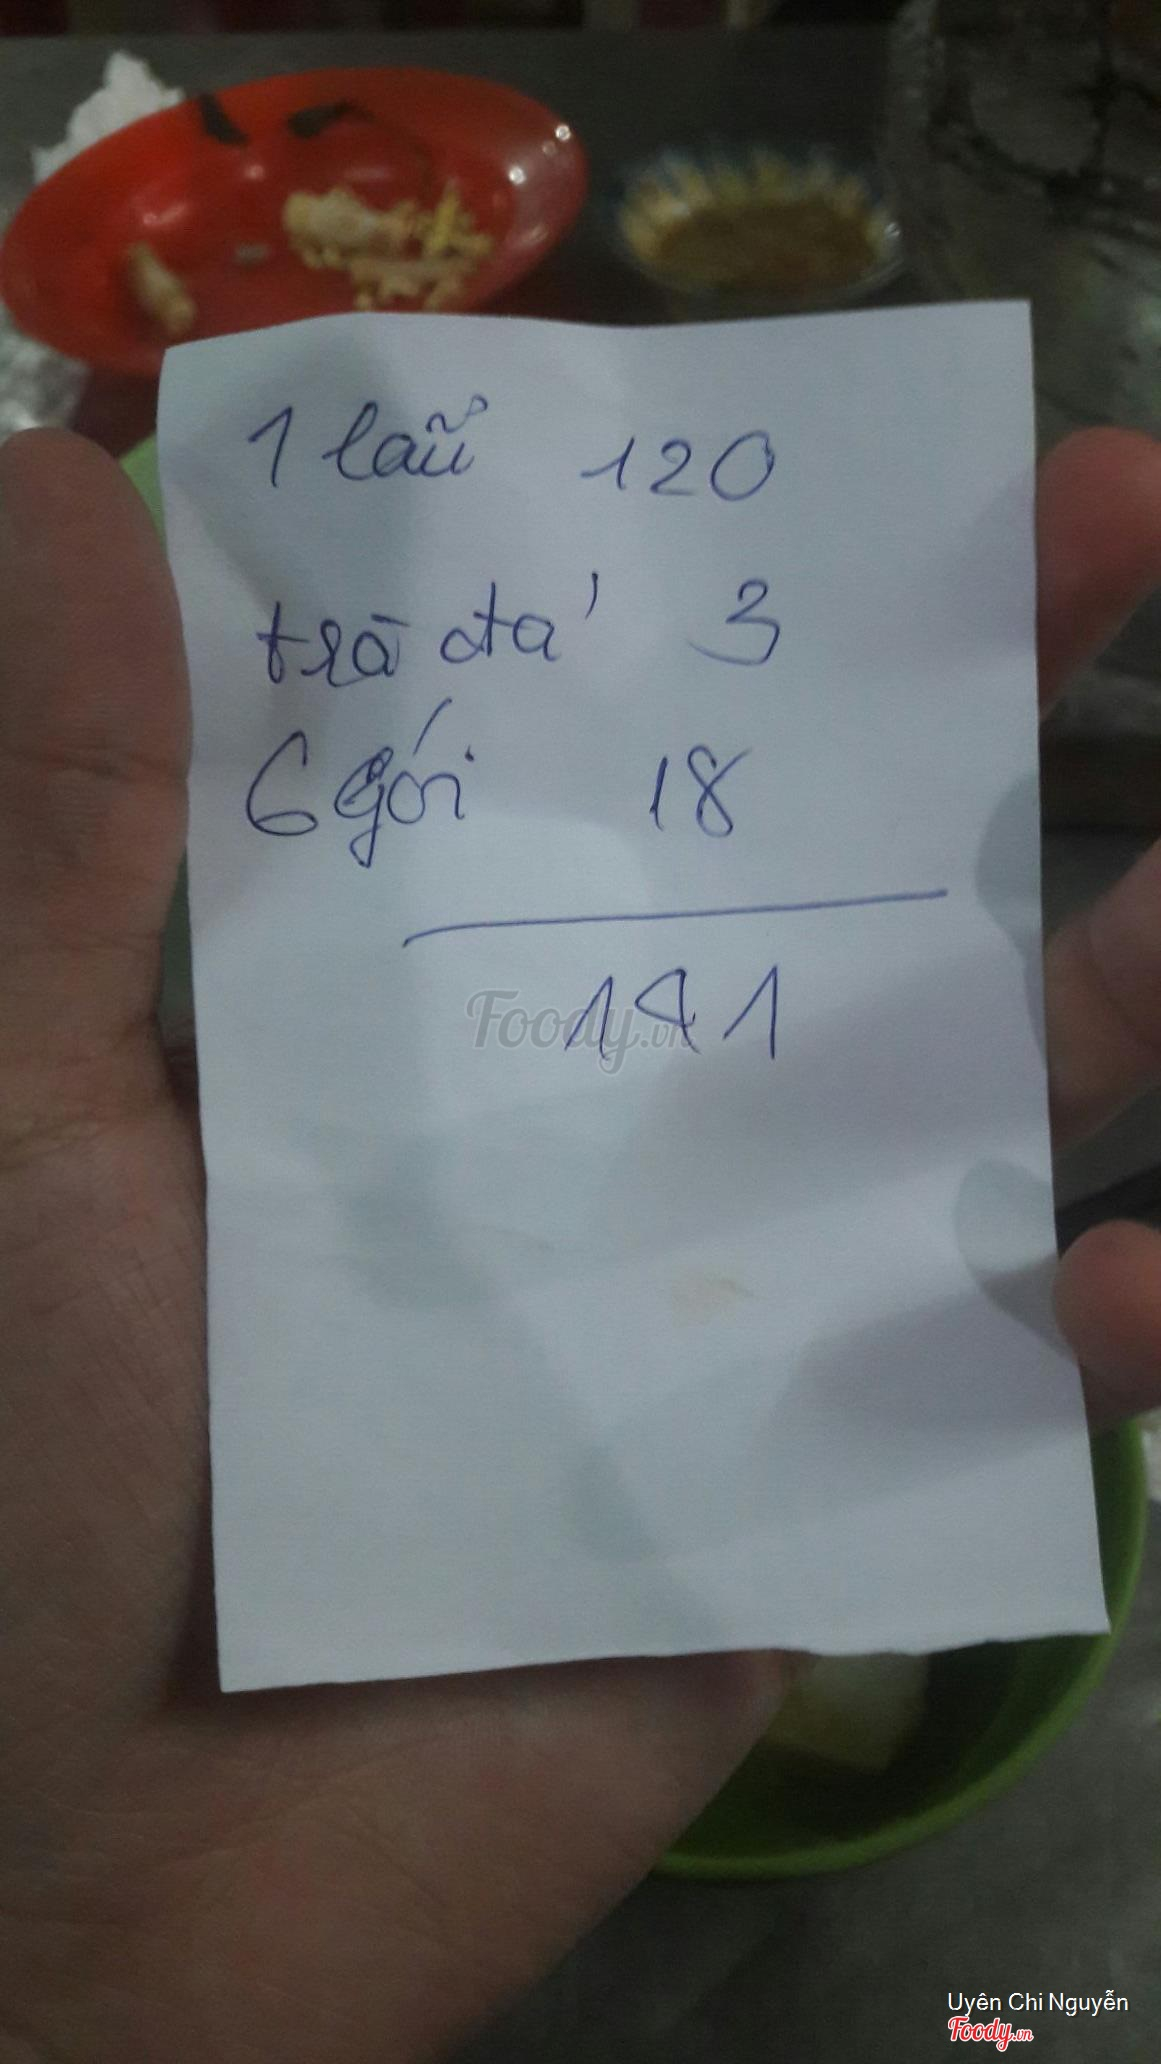 1 lẩu 120
trà đá 3
6 gói 18
141
Foody.vn
Uyên Chi Nguyễn
Foody.vn